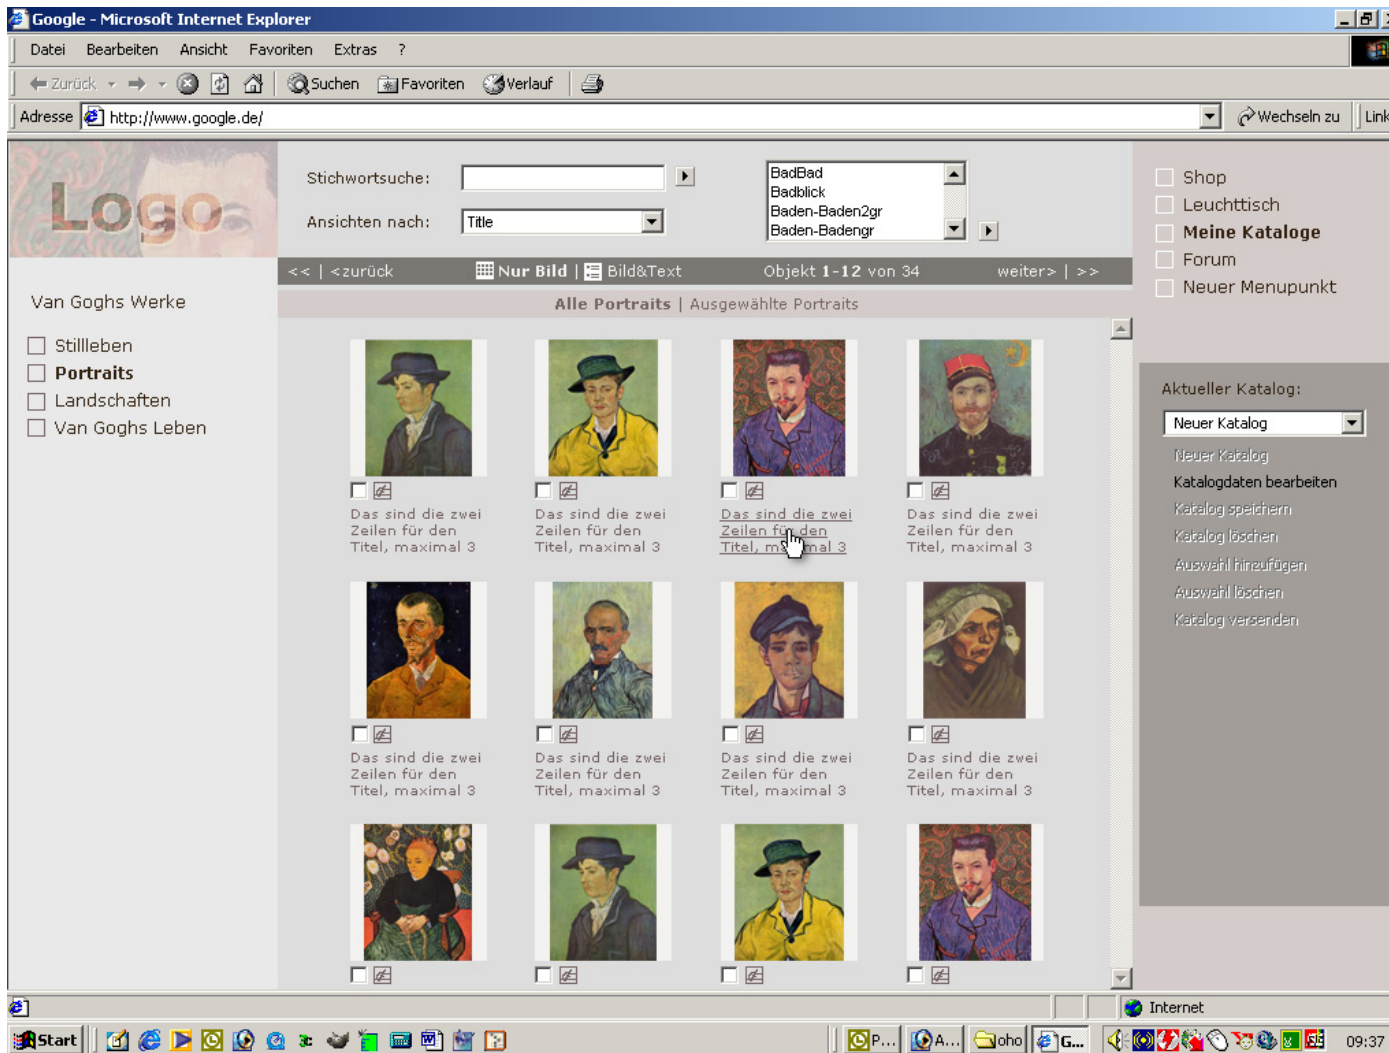 Google - Microsoft Internet Explorer
Datei Bearbeiten Ansicht Favoriten Extras ?
Zurück Suchen Favoriten Verlauf
Adresse http://www.google.de/ Wechseln zu Link
Logo
Stichwortsuche:
Ansichten nach: Title
BadBad
Badblick
Baden-Baden2gr
Baden-Badengr
<< | <zurück Nur Bild | Bild&Text Objekt 1-12 von 34 weiter> | >>
Alle Portraits | Ausgewählte Portraits
Van Goghs Werke
Stillleben
Portraits
Landschaften
Van Goghs Leben
Das sind die zwei
Zeilen für den
Titel, maximal 3
Das sind die zwei
Zeilen für den
Titel, maximal 3
Das sind die zwei
Zeilen für den
Titel, maximal 3
Das sind die zwei
Zeilen für den
Titel, maximal 3
Das sind die zwei
Zeilen für den
Titel, maximal 3
Das sind die zwei
Zeilen für den
Titel, maximal 3
Das sind die zwei
Zeilen für den
Titel, maximal 3
Das sind die zwei
Zeilen für den
Titel, maximal 3
Shop
Leuchttisch
Meine Kataloge
Forum
Neuer Menupunkt
Aktueller Katalog:
Neuer Katalog
Neuer Katalog
Katalogdaten bearbeiten
Katalog speichern
Katalog löschen
Auswahl hinzufügen
Auswahl löschen
Katalog versenden
Internet
Start P... A... oho G... 09:37